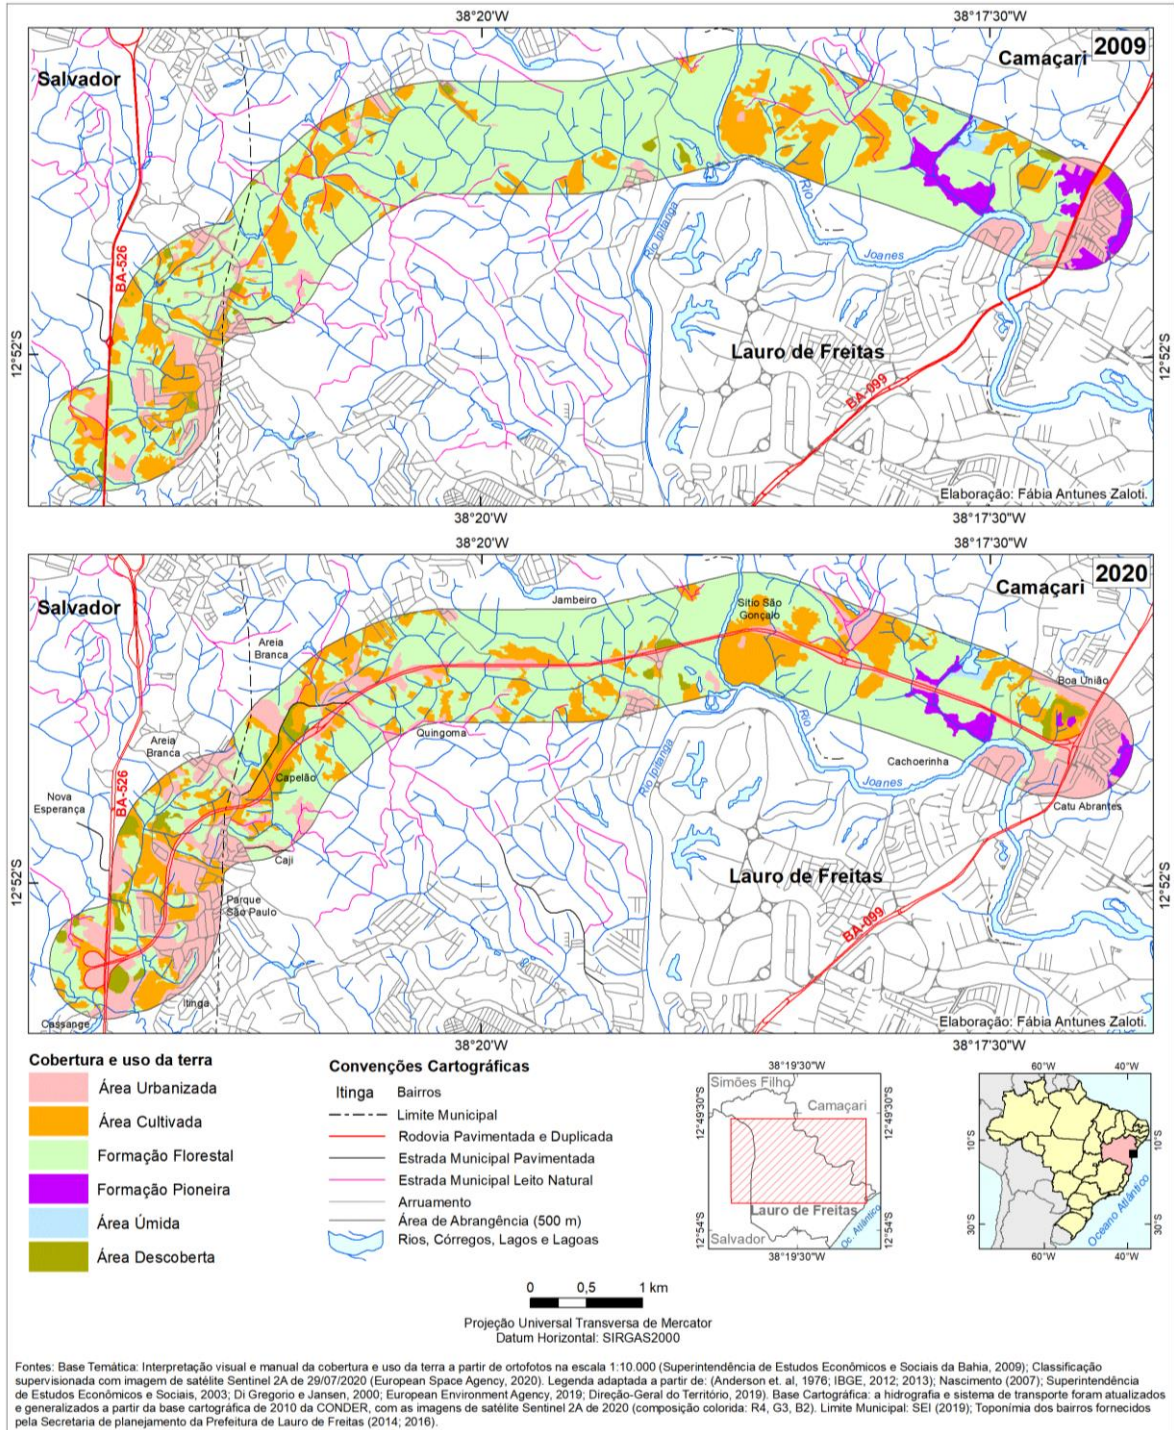 38°20'W
38°17'30"W
Salvador
Camaçari
2009
BA-526
Rio Ipitanga
Rio
Joanes
Lauro de Freitas
BA-099
12°52'S
12°52'S
Elaboração: Fábia Antunes Zaloti.
38°20'W
38°17'30"W
Salvador
Camaçari
2020
Jambeiro
Sítio São
Gonçalo
Areia
Branca
Boa União
Areia
Branca
Quingoma
Nova
Esperança
BA-526
Capelão
Rio Ipitanga
Rio
Joanes
Cachoerinha
Catu Abrantes
Caji
Lauro de Freitas
Parque
São Paulo
BA-099
12°52'S
12°52'S
Itinga
Cassange
Elaboração: Fábia Antunes Zaloti.
38°20'W
38°17'30"W
Cobertura e uso da terra
Área Urbanizada
Área Cultivada
Formação Florestal
Formação Pioneira
Área Úmida
Área Descoberta
Convenções Cartográficas
Itinga Bairros
Limite Municipal
Rodovia Pavimentada e Duplicada
Estrada Municipal Pavimentada
Estrada Municipal Leito Natural
Arruamento
Área de Abrangência (500 m)
Rios, Córregos, Lagos e Lagoas
38°19'30"W
Simões Filho
Camaçari
12°49'30"S
12°49'30"S
Lauro de Freitas
Salvador
Oc. Atlântico
12°54'S
12°54'S
38°19'30"W
60°W
40°W
10°S
10°S
30°S
30°S
Oceano Atlântico
60°W
40°W
0 0,5 1 km
Projeção Universal Transversa de Mercator
Datum Horizontal: SIRGAS2000
Fontes: Base Temática: Interpretação visual e manual da cobertura e uso da terra a partir de ortofotos na escala 1:10.000 (Superintendência de Estudos Econômicos e Sociais da Bahia, 2009); Classificação
supervisionada com imagem de satélite Sentinel 2A de 29/07/2020 (European Space Agency, 2020). Legenda adaptada a partir de: (Anderson et. al, 1976; IBGE, 2012; 2013); Nascimento (2007); Superintendência
de Estudos Econômicos e Sociais, 2003; Di Gregorio e Jansen, 2000; European Environment Agency, 2019; Direção-Geral do Território, 2019). Base Cartográfica: a hidrografia e sistema de transporte foram atualizados
e generalizados a partir da base cartográfica de 2010 da CONDER, com as imagens de satélite Sentinel 2A de 2020 (composição colorida: R4, G3, B2). Limite Municipal: SEI (2019); Toponímia dos bairros fornecidos
pela Secretaria de planejamento da Prefeitura de Lauro de Freitas (2014; 2016).